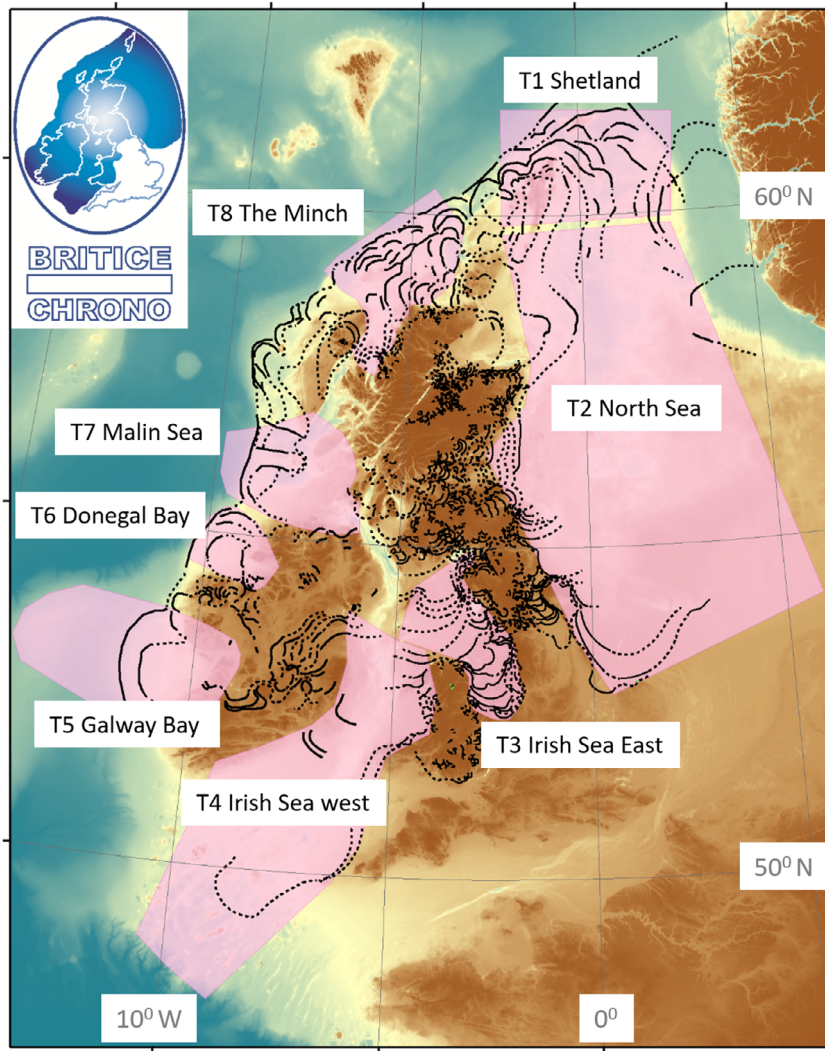 T1 Shetland
60⁰ N
T8 The Minch
BRITICE
CHRONO
T2 North Sea
T7 Malin Sea
T6 Donegal Bay
T5 Galway Bay
T3 Irish Sea East
T4 Irish Sea west
50⁰ N
10⁰ W
0⁰